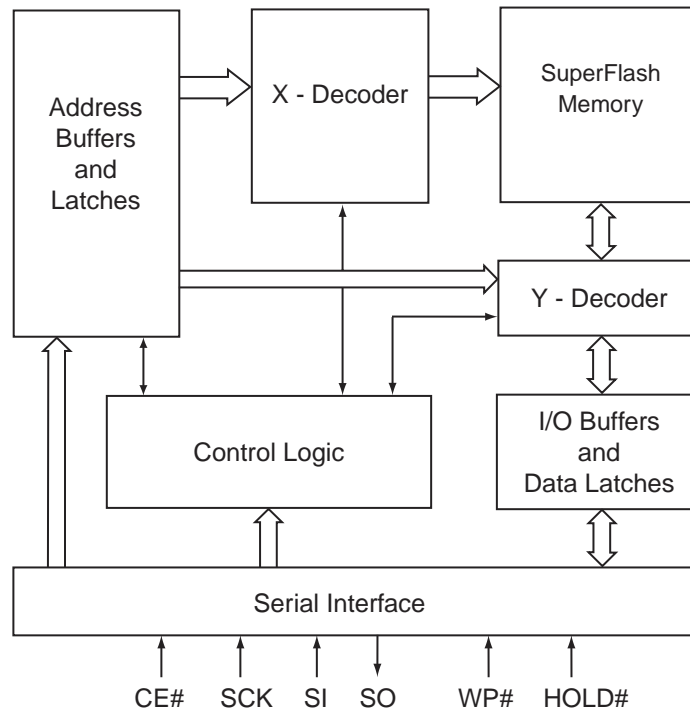 Address
Buffers
and
Latches
X - Decoder
SuperFlash
Memory
Y - Decoder
Control Logic
I/O Buffers
and
Data Latches
Serial Interface
CE# SCK SI SO WP# HOLD#